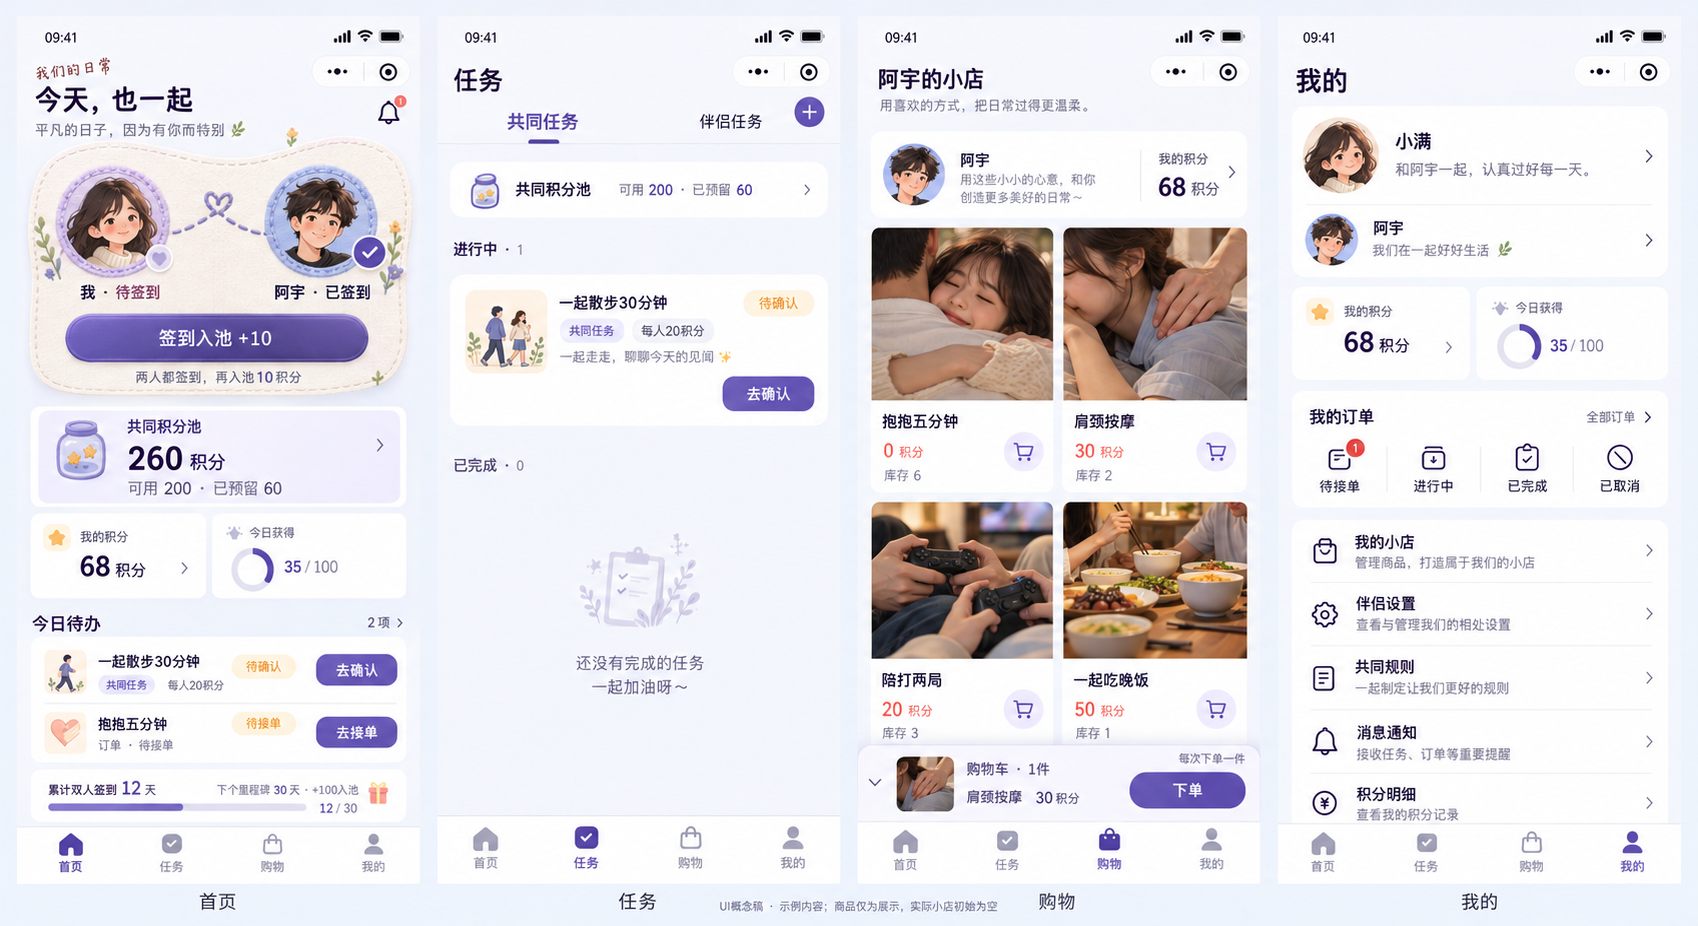 09:41
我们的日常
今天，也一起
平凡的日子，因为有你而特别
1
我 · 待签到
阿宇 · 已签到
签到入池 +10
两人都签到，再入池10积分
共同积分池
260 积分
可用 200 · 已预留 60
我的积分
68 积分
今日获得
35 / 100
今日待办
2 项
一起散步30分钟
待确认
去确认
共同任务
每人20积分
抱抱五分钟
待接单
去接单
订单 · 待接单
累计双人签到 12 天
下个里程碑 30 天 · +100入池
12 / 30
首页
任务
购物
我的
首页
09:41
任务
共同任务
伴侣任务
共同积分池
可用 200 · 已预留 60
进行中 · 1
一起散步30分钟
待确认
共同任务
每人20积分
一起走走，聊聊今天的见闻
去确认
已完成 · 0
还没有完成的任务
一起加油呀～
首页
任务
购物
我的
任务
09:41
阿宇的小店
用喜欢的方式，把日常过得更温柔。
阿宇
用这些小小的心意，和你
创造更多美好的日常～
我的积分
68 积分
抱抱五分钟
0 积分
库存 6
肩颈按摩
30 积分
库存 2
陪打两局
20 积分
库存 3
一起吃晚饭
50 积分
库存 1
每次下单一件
购物车 · 1件
肩颈按摩 30 积分
下单
首页
任务
购物
我的
购物
09:41
我的
小满
和阿宇一起，认真过好每一天。
阿宇
我们在一起好好生活
我的积分
68 积分
今日获得
35 / 100
我的订单
全部订单
1
待接单
进行中
已完成
已取消
我的小店
管理商品，打造属于我们的小店
伴侣设置
查看与管理我们的相处设置
共同规则
一起制定让我们更好的规则
消息通知
接收任务、订单等重要提醒
积分明细
查看我的积分记录
首页
任务
购物
我的
我的
UI概念稿 · 示例内容；商品仅为展示，实际小店初始为空